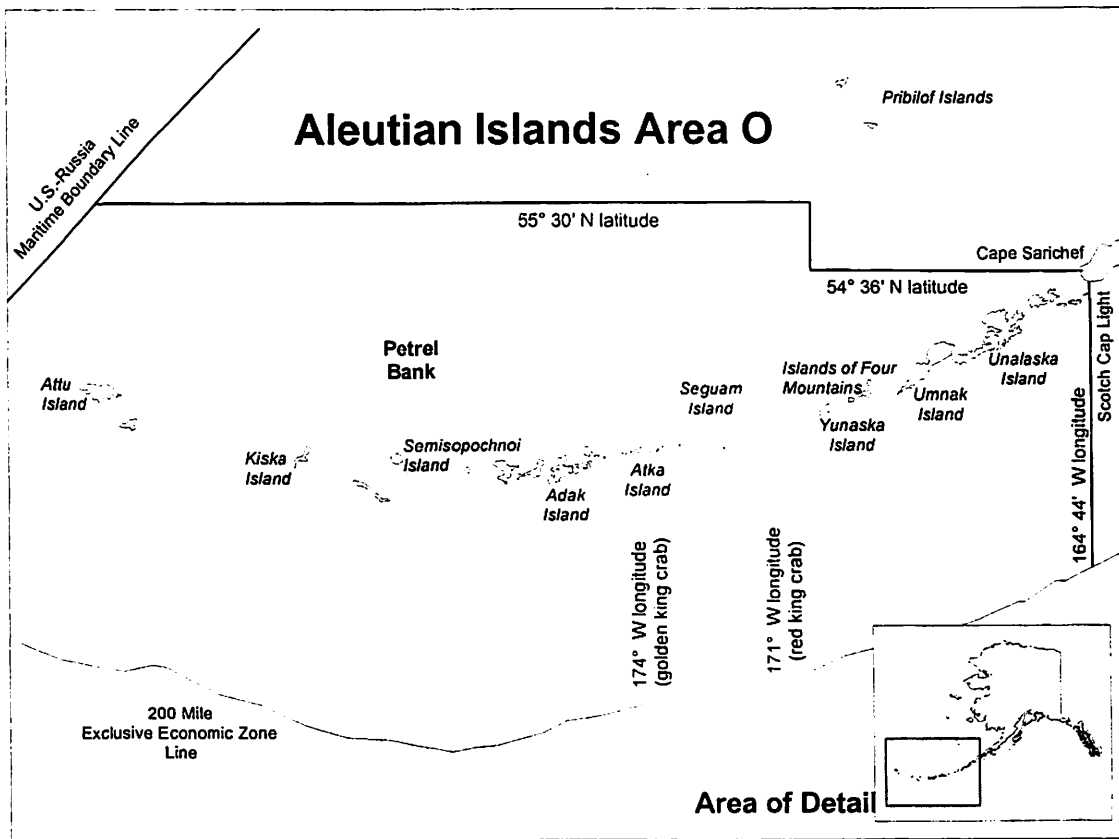 Aleutian Islands Area O
Pribilof Islands
U.S.-Russia
Maritime Boundary Line
55° 30' N latitude
Cape Sarichef
54° 36' N latitude
Scotch Cap Light
164° 44' W longitude
Petrel
Bank
Attu
Island
Kiska
Island
Semisopochnoi
Island
Adak
Island
Atka
Island
Seguam
Island
Islands of Four
Mountains
Yunaska
Island
Umnak
Island
Unalaska
Island
174° W longitude
(golden king crab)
171° W longitude
(red king crab)
200 Mile
Exclusive Economic Zone
Line
Area of Detail